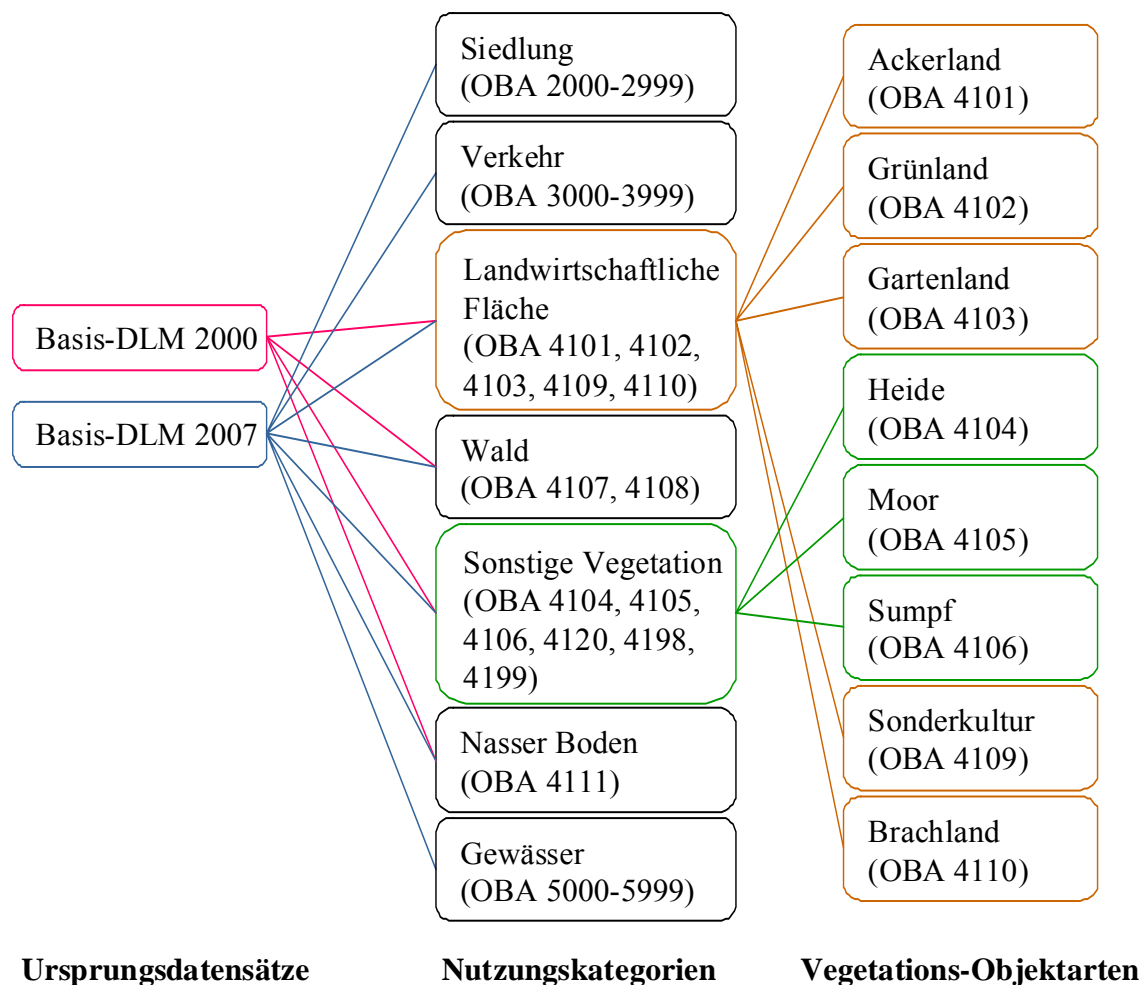 Basis-DLM 2000
Basis-DLM 2007
Ursprungsdatensätze
Siedlung
(OBA 2000-2999)
Verkehr
(OBA 3000-3999)
Landwirtschaftliche
Fläche
(OBA 4101, 4102,
4103, 4109, 4110)
Wald
(OBA 4107, 4108)
Sonstige Vegetation
(OBA 4104, 4105,
4106, 4120, 4198,
4199)
Nasser Boden
(OBA 4111)
Gewässer
(OBA 5000-5999)
Nutzungskategorien
Ackerland
(OBA 4101)
Grünland
(OBA 4102)
Gartenland
(OBA 4103)
Heide
(OBA 4104)
Moor
(OBA 4105)
Sumpf
(OBA 4106)
Sonderkultur
(OBA 4109)
Brachland
(OBA 4110)
Vegetations-Objektarten